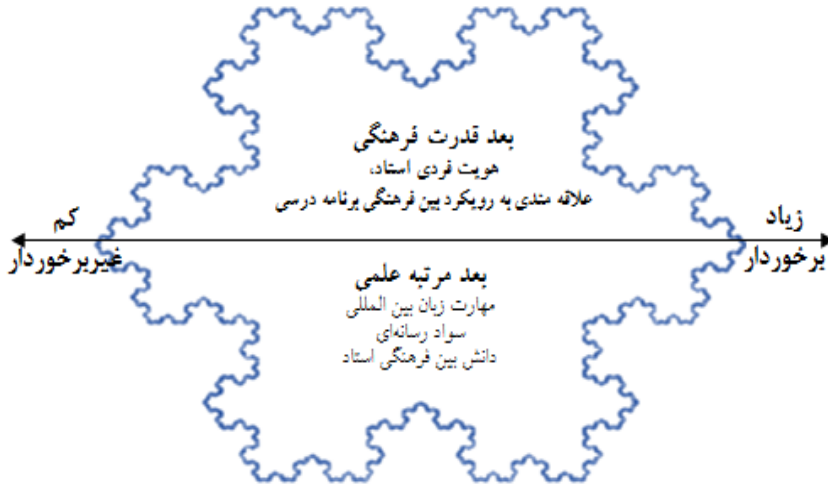 بعد قدرت فرهنگی
هویت فردی استاد،
علاقه مندی به رویکرد بین فرهنگی برنامه درسی
زیاد
کم
برخوردار
غیربرخوردار
بعد مرتبه علمی
مهارت زبان بین المللی
سواد رسانه‌ای
دانش بین فرهنگی استاد